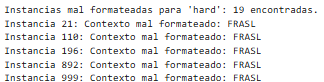 Instancias mal formateadas para 'hard': 19 encontradas.
Instancia 21: Contexto mal formateado: FRASL
Instancia 110: Contexto mal formateado: FRASL
Instancia 196: Contexto mal formateado: FRASL
Instancia 892: Contexto mal formateado: FRASL
Instancia 999: Contexto mal formateado: FRASL